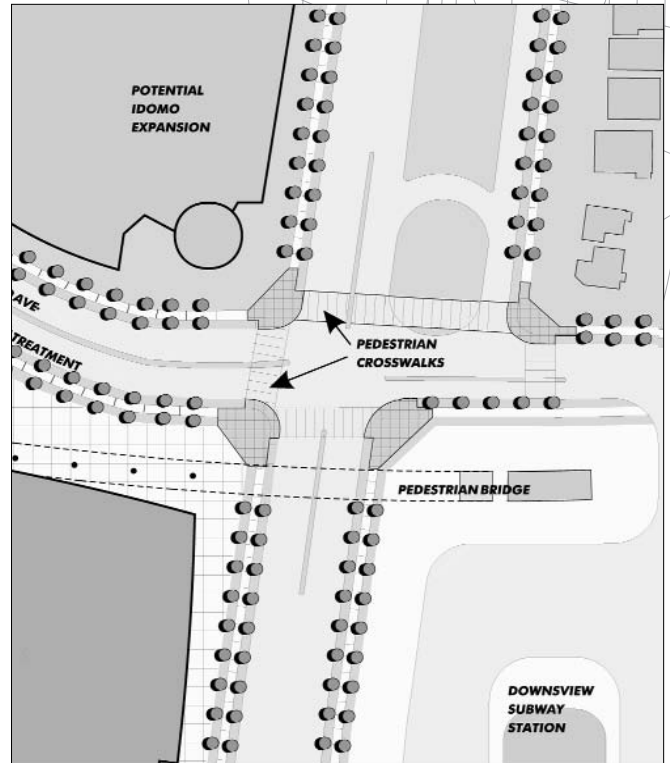 POTENTIAL
IDOMO
EXPANSION
AVE-
TREATMENT
PEDESTRIAN
CROSSWALKS
PEDESTRIAN BRIDGE
DOWNSVIEW
SUBWAY
STATION